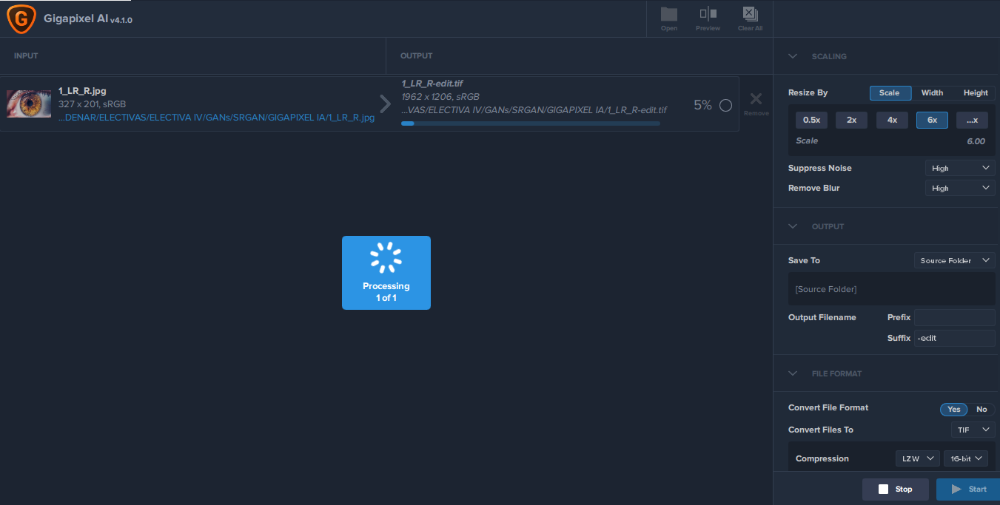 Gigapixel AI v4.1.0
Open
Preview
Clear All
INPUT
OUTPUT
1_LR_R.jpg
327 x 201, sRGB
...DENAR/ELECTIVAS/ELECTIVA IV/GANs/SRGAN/GIGAPIXEL IA/1_LR_R.jpg
1_LR_R-edit.tif
1962 x 1206, sRGB
...VAS/ELECTIVA IV/GANs/SRGAN/GIGAPIXEL IA/1_LR_R-edit.tif
5%
Remove
Processing
1 of 1
SCALING
Resize By Scale Width Height
0.5x 2x 4x 6x ...x
Scale 6.00
Suppress Noise High
Remove Blur High
OUTPUT
Save To Source Folder
[Source Folder]
Output Filename Prefix
Suffix -edit
FILE FORMAT
Convert File Format Yes No
Convert Files To TIF
Compression LZW 16-bit
Stop Start